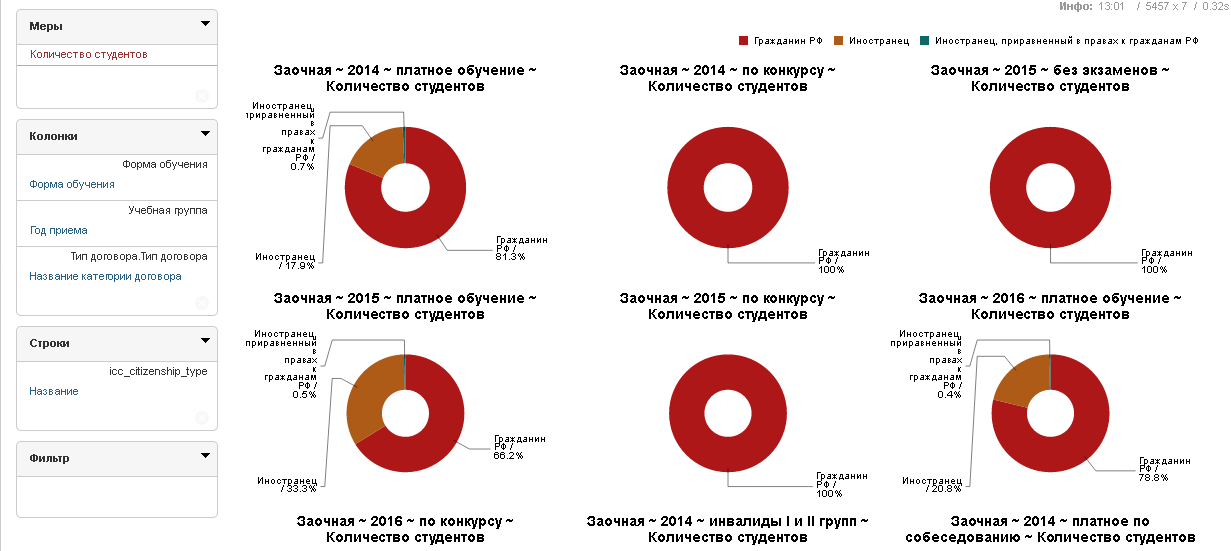 Инфо: 13:01 / 5457 x 7 / 0.32s
Меры
Количество студентов
Колонки
Форма обучения
Форма обучения
Учебная группа
Год приема
Тип договора.Тип договора
Название категории договора
Строки
icc_citizenship_type
Название
Фильтр
Гражданин РФ
Иностранец
Иностранец, приравненный в правах к гражданам РФ
Заочная ~ 2014 ~ платное обучение ~
Количество студентов
Иностранец,
приравненный
в
правах
к
гражданам
РФ /
0.7%
Иностранец
/ 17.9%
Гражданин
РФ /
81.3%
Заочная ~ 2014 ~ по конкурсу ~
Количество студентов
Гражданин
РФ /
100%
Заочная ~ 2015 ~ без экзаменов ~
Количество студентов
Гражданин
РФ /
100%
Заочная ~ 2015 ~ платное обучение ~
Количество студентов
Иностранец,
приравненный
в
правах
к
гражданам
РФ /
0.5%
Иностранец
/ 33.3%
Гражданин
РФ /
66.2%
Заочная ~ 2015 ~ по конкурсу ~
Количество студентов
Гражданин
РФ /
100%
Заочная ~ 2016 ~ платное обучение ~
Количество студентов
Иностранец,
приравненный
в
правах
к
гражданам
РФ /
0.4%
Иностранец
/ 20.8%
Гражданин
РФ /
78.8%
Заочная ~ 2016 ~ по конкурсу ~
Количество студентов
Заочная ~ 2014 ~ инвалиды I и II групп ~
Количество студентов
Заочная ~ 2014 ~ платное по
собеседованию ~ Количество студентов